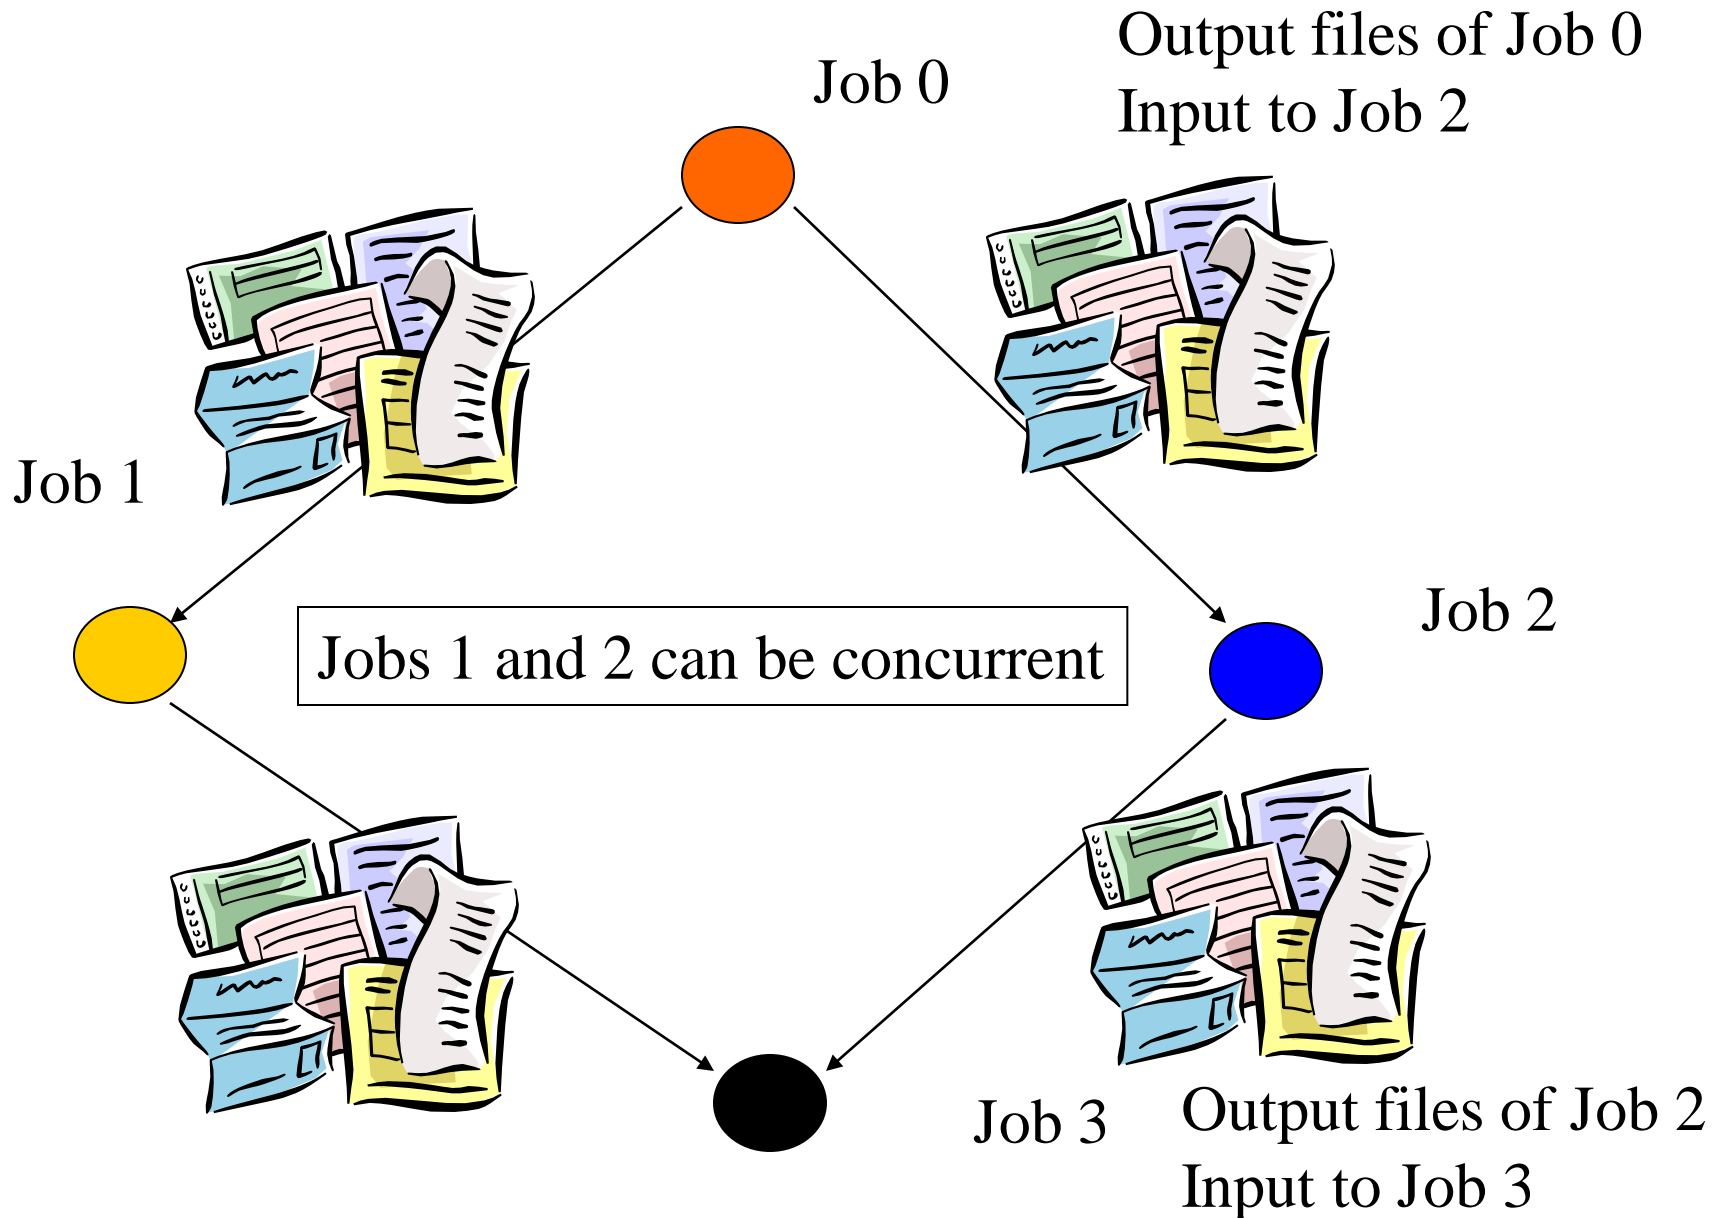 Output files of Job 0
Job 0
Input to Job 2
Job 1
Job 2
Jobs 1 and 2 can be concurrent
Job 3
Output files of Job 2
Input to Job 3